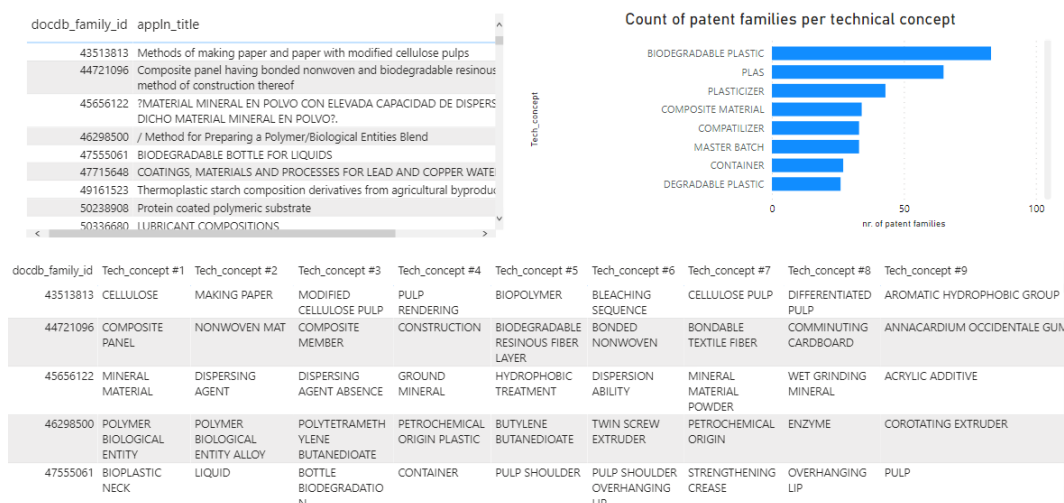 docdb_family_id appln_title
43513813 Methods of making paper and paper with modified cellulose pulps
44721096 Composite panel having bonded nonwoven and biodegradable resinous
method of construction thereof
45656122 ?MATERIAL MINERAL EN POLVO CON ELEVADA CAPACIDAD DE DISPERS
DICHO MATERIAL MINERAL EN POLVO?.
46298500 / Method for Preparing a Polymer/Biological Entities Blend
47555061 BIODEGRADABLE BOTTLE FOR LIQUIDS
47715648 COATINGS, MATERIALS AND PROCESSES FOR LEAD AND COPPER WATE
49161523 Thermoplastic starch composition derivatives from agricultural byproduc
50238908 Protein coated polymeric substrate
50336680 LUBRICANT COMPOSITIONS
Count of patent families per technical concept
Tech_concept
BIODEGRADABLE PLASTIC
PLAS
PLASTICIZER
COMPOSITE MATERIAL
COMPATILIZER
MASTER BATCH
CONTAINER
DEGRADABLE PLASTIC
0 50 100
nr. of patent families
docdb_family_id Tech_concept #1 Tech_concept #2 Tech_concept #3 Tech_concept #4 Tech_concept #5 Tech_concept #6 Tech_concept #7 Tech_concept #8 Tech_concept #9
43513813 CELLULOSE MAKING PAPER MODIFIED PULP BIOPOLYMER BLEACHING CELLULOSE PULP DIFFERENTIATED AROMATIC HYDROPHOBIC GROUP
CELLULOSE PULP RENDERING SEQUENCE PULP
44721096 COMPOSITE NONWOVEN MAT COMPOSITE CONSTRUCTION BIODEGRADABLE BONDED BONDABLE COMMINUTING ANNACARDIUM OCCIDENTALE GUM
PANEL MEMBER RESINOUS FIBER NONWOVEN TEXTILE FIBER CARDBOARD
LAYER
45656122 MINERAL DISPERSING DISPERSING GROUND HYDROPHOBIC DISPERSION MINERAL WET GRINDING ACRYLIC ADDITIVE
MATERIAL AGENT AGENT ABSENCE MINERAL TREATMENT ABILITY MATERIAL MINERAL
POWDER
46298500 POLYMER POLYMER POLYTETRAMETH PETROCHEMICAL BUTYLENE TWIN SCREW PETROCHEMICAL ENZYME COROTATING EXTRUDER
BIOLOGICAL BIOLOGICAL YLENE ORIGIN PLASTIC BUTANEDIOATE EXTRUDER ORIGIN
ENTITY ENTITY ALLOY BUTANEDIOATE
47555061 BIOPLASTIC LIQUID BOTTLE CONTAINER PULP SHOULDER PULP SHOULDER STRENGTHENING OVERHANGING PULP
NECK BIODEGRADATIO OVERHANGING CREASE LIP
N LIP